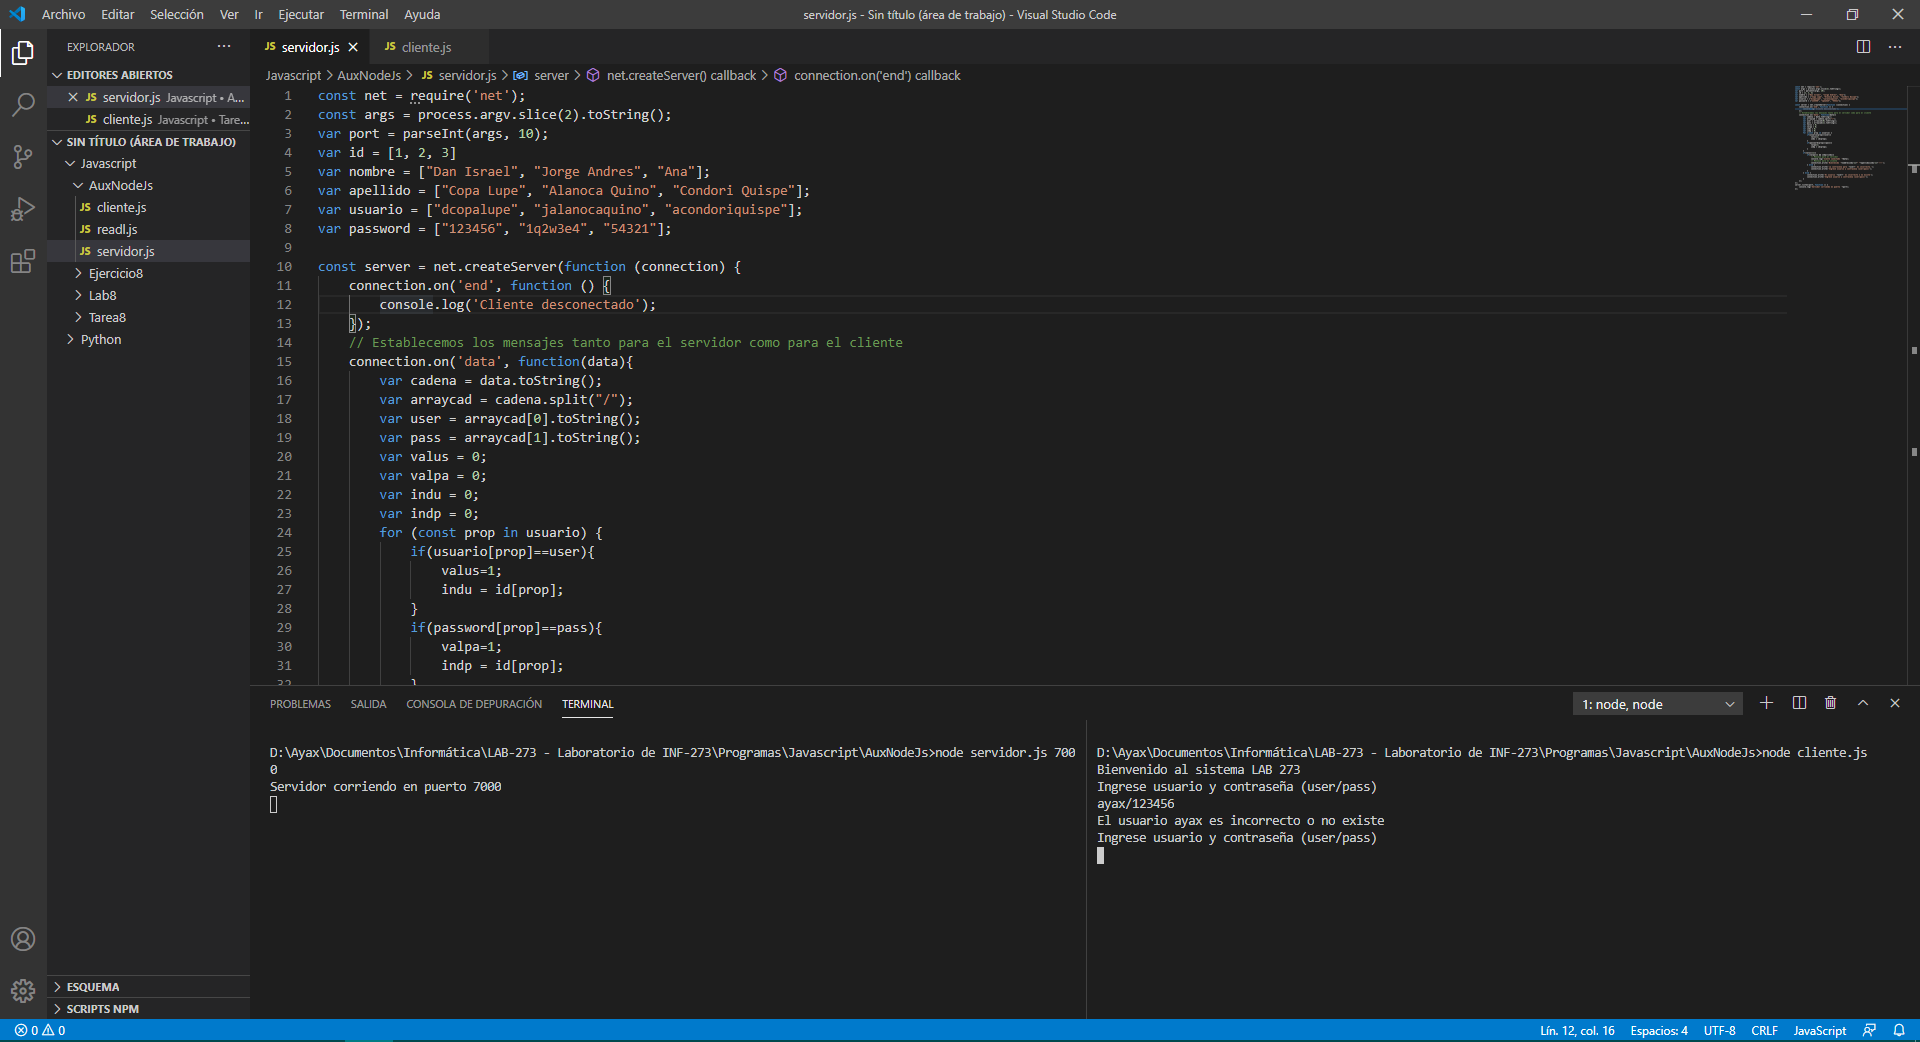 Archivo Editar Selección Ver Ir Ejecutar Terminal Ayuda
servidor.js - Sin título (área de trabajo) - Visual Studio Code
EXPLORADOR
EDITORES ABIERTOS
JS servidor.js Javascript • A...
JS cliente.js Javascript • Tare...
SIN TÍTULO (ÁREA DE TRABAJO)
Javascript
AuxNodeJs
JS cliente.js
JS readl.js
JS servidor.js
Ejercicio8
Lab8
Tarea8
Python
ESQUEMA
SCRIPTS NPM
JS servidor.js
JS cliente.js
Javascript > AuxNodeJs > JS servidor.js > server > net.createServer() callback > connection.on('end') callback
1 const net = require('net');
2 const args = process.argv.slice(2).toString();
3 var port = parseInt(args, 10);
4 var id = [1, 2, 3]
5 var nombre = ["Dan Israel", "Jorge Andres", "Ana"];
6 var apellido = ["Copa Lupe", "Alanoca Quino", "Condori Quispe"];
7 var usuario = ["dcopalupe", "jalanocaquino", "acondoriquispe"];
8 var password = ["123456", "1q2w3e4", "54321"];
9
10 const server = net.createServer(function (connection) {
11 connection.on('end', function () {
12 console.log('Cliente desconectado');
13 });
14 // Establecemos los mensajes tanto para el servidor como para el cliente
15 connection.on('data', function(data){
16 var cadena = data.toString();
17 var arraycad = cadena.split("/");
18 var user = arraycad[0].toString();
19 var pass = arraycad[1].toString();
20 var valus = 0;
21 var valpa = 0;
22 var indu = 0;
23 var indp = 0;
24 for (const prop in usuario) {
25 if(usuario[prop]==user){
26 valus=1;
27 indu = id[prop];
28 }
29 if(password[prop]==pass){
30 valpa=1;
31 indp = id[prop];
32 }
PROBLEMAS SALIDA CONSOLA DE DEPURACIÓN TERMINAL
1: node, node
D:\Ayax\Documentos\Informática\LAB-273 - Laboratorio de INF-273\Programas\Javascript\AuxNodeJs>node servidor.js 700
0
Servidor corriendo en puerto 7000
D:\Ayax\Documentos\Informática\LAB-273 - Laboratorio de INF-273\Programas\Javascript\AuxNodeJs>node cliente.js
Bienvenido al sistema LAB 273
Ingrese usuario y contraseña (user/pass)
ayax/123456
El usuario ayax es incorrecto o no existe
Ingrese usuario y contraseña (user/pass)
0 0
Lín. 12, col. 16 Espacios: 4 UTF-8 CRLF JavaScript